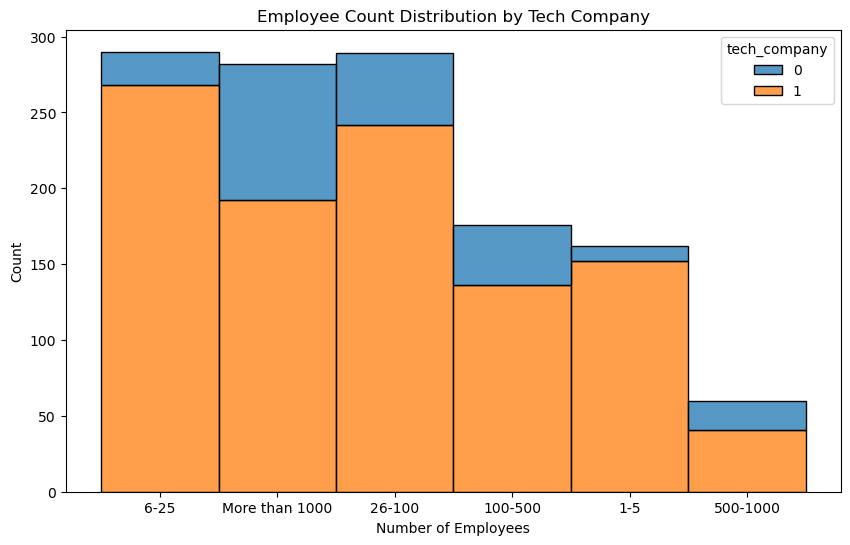 Employee Count Distribution by Tech Company
tech_company
0
1
300
250
200
150
100
50
0
Count
6-25 More than 1000 26-100 100-500 1-5 500-1000
Number of Employees